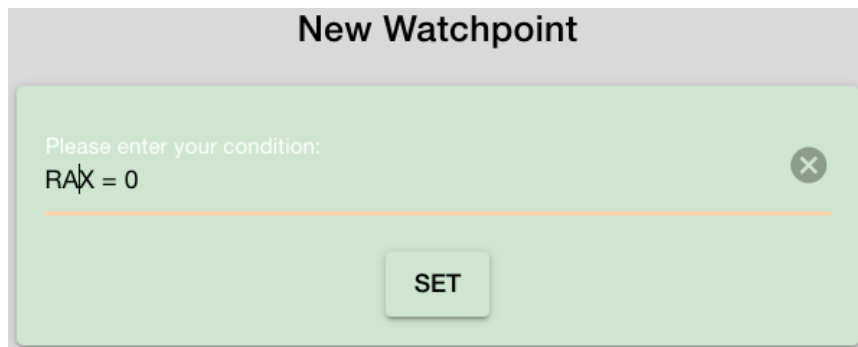 New Watchpoint
Please enter your condition:
RAX = 0
SET